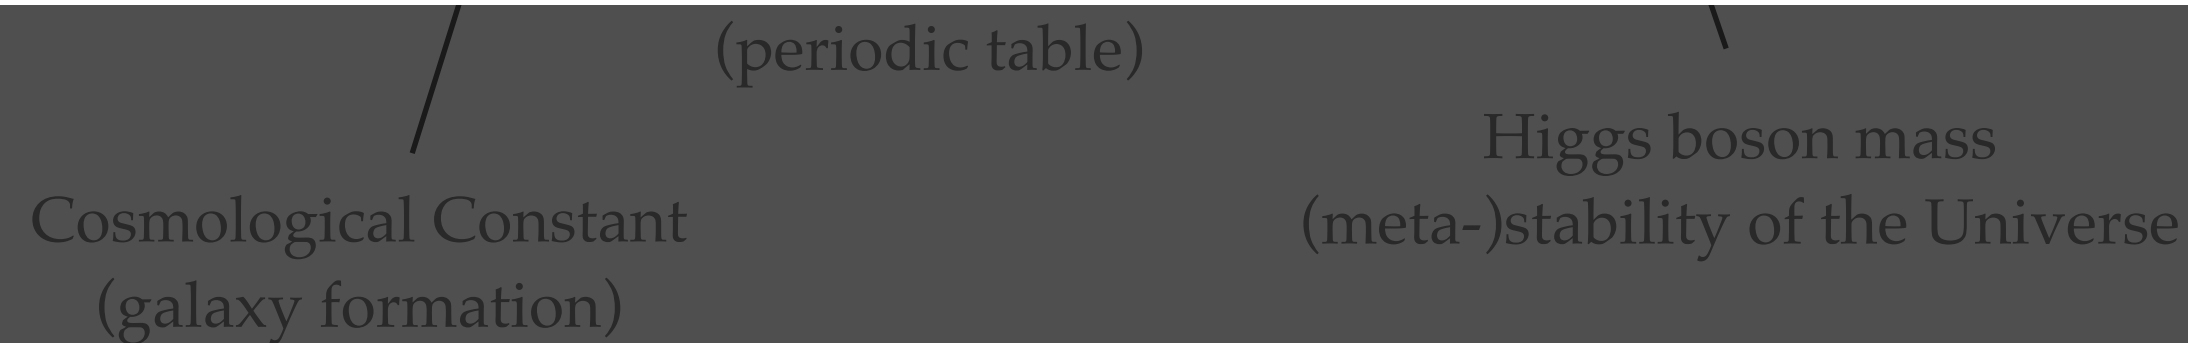 (periodic table)
Higgs boson mass
(meta-)stability of the Universe
Cosmological Constant
(galaxy formation)